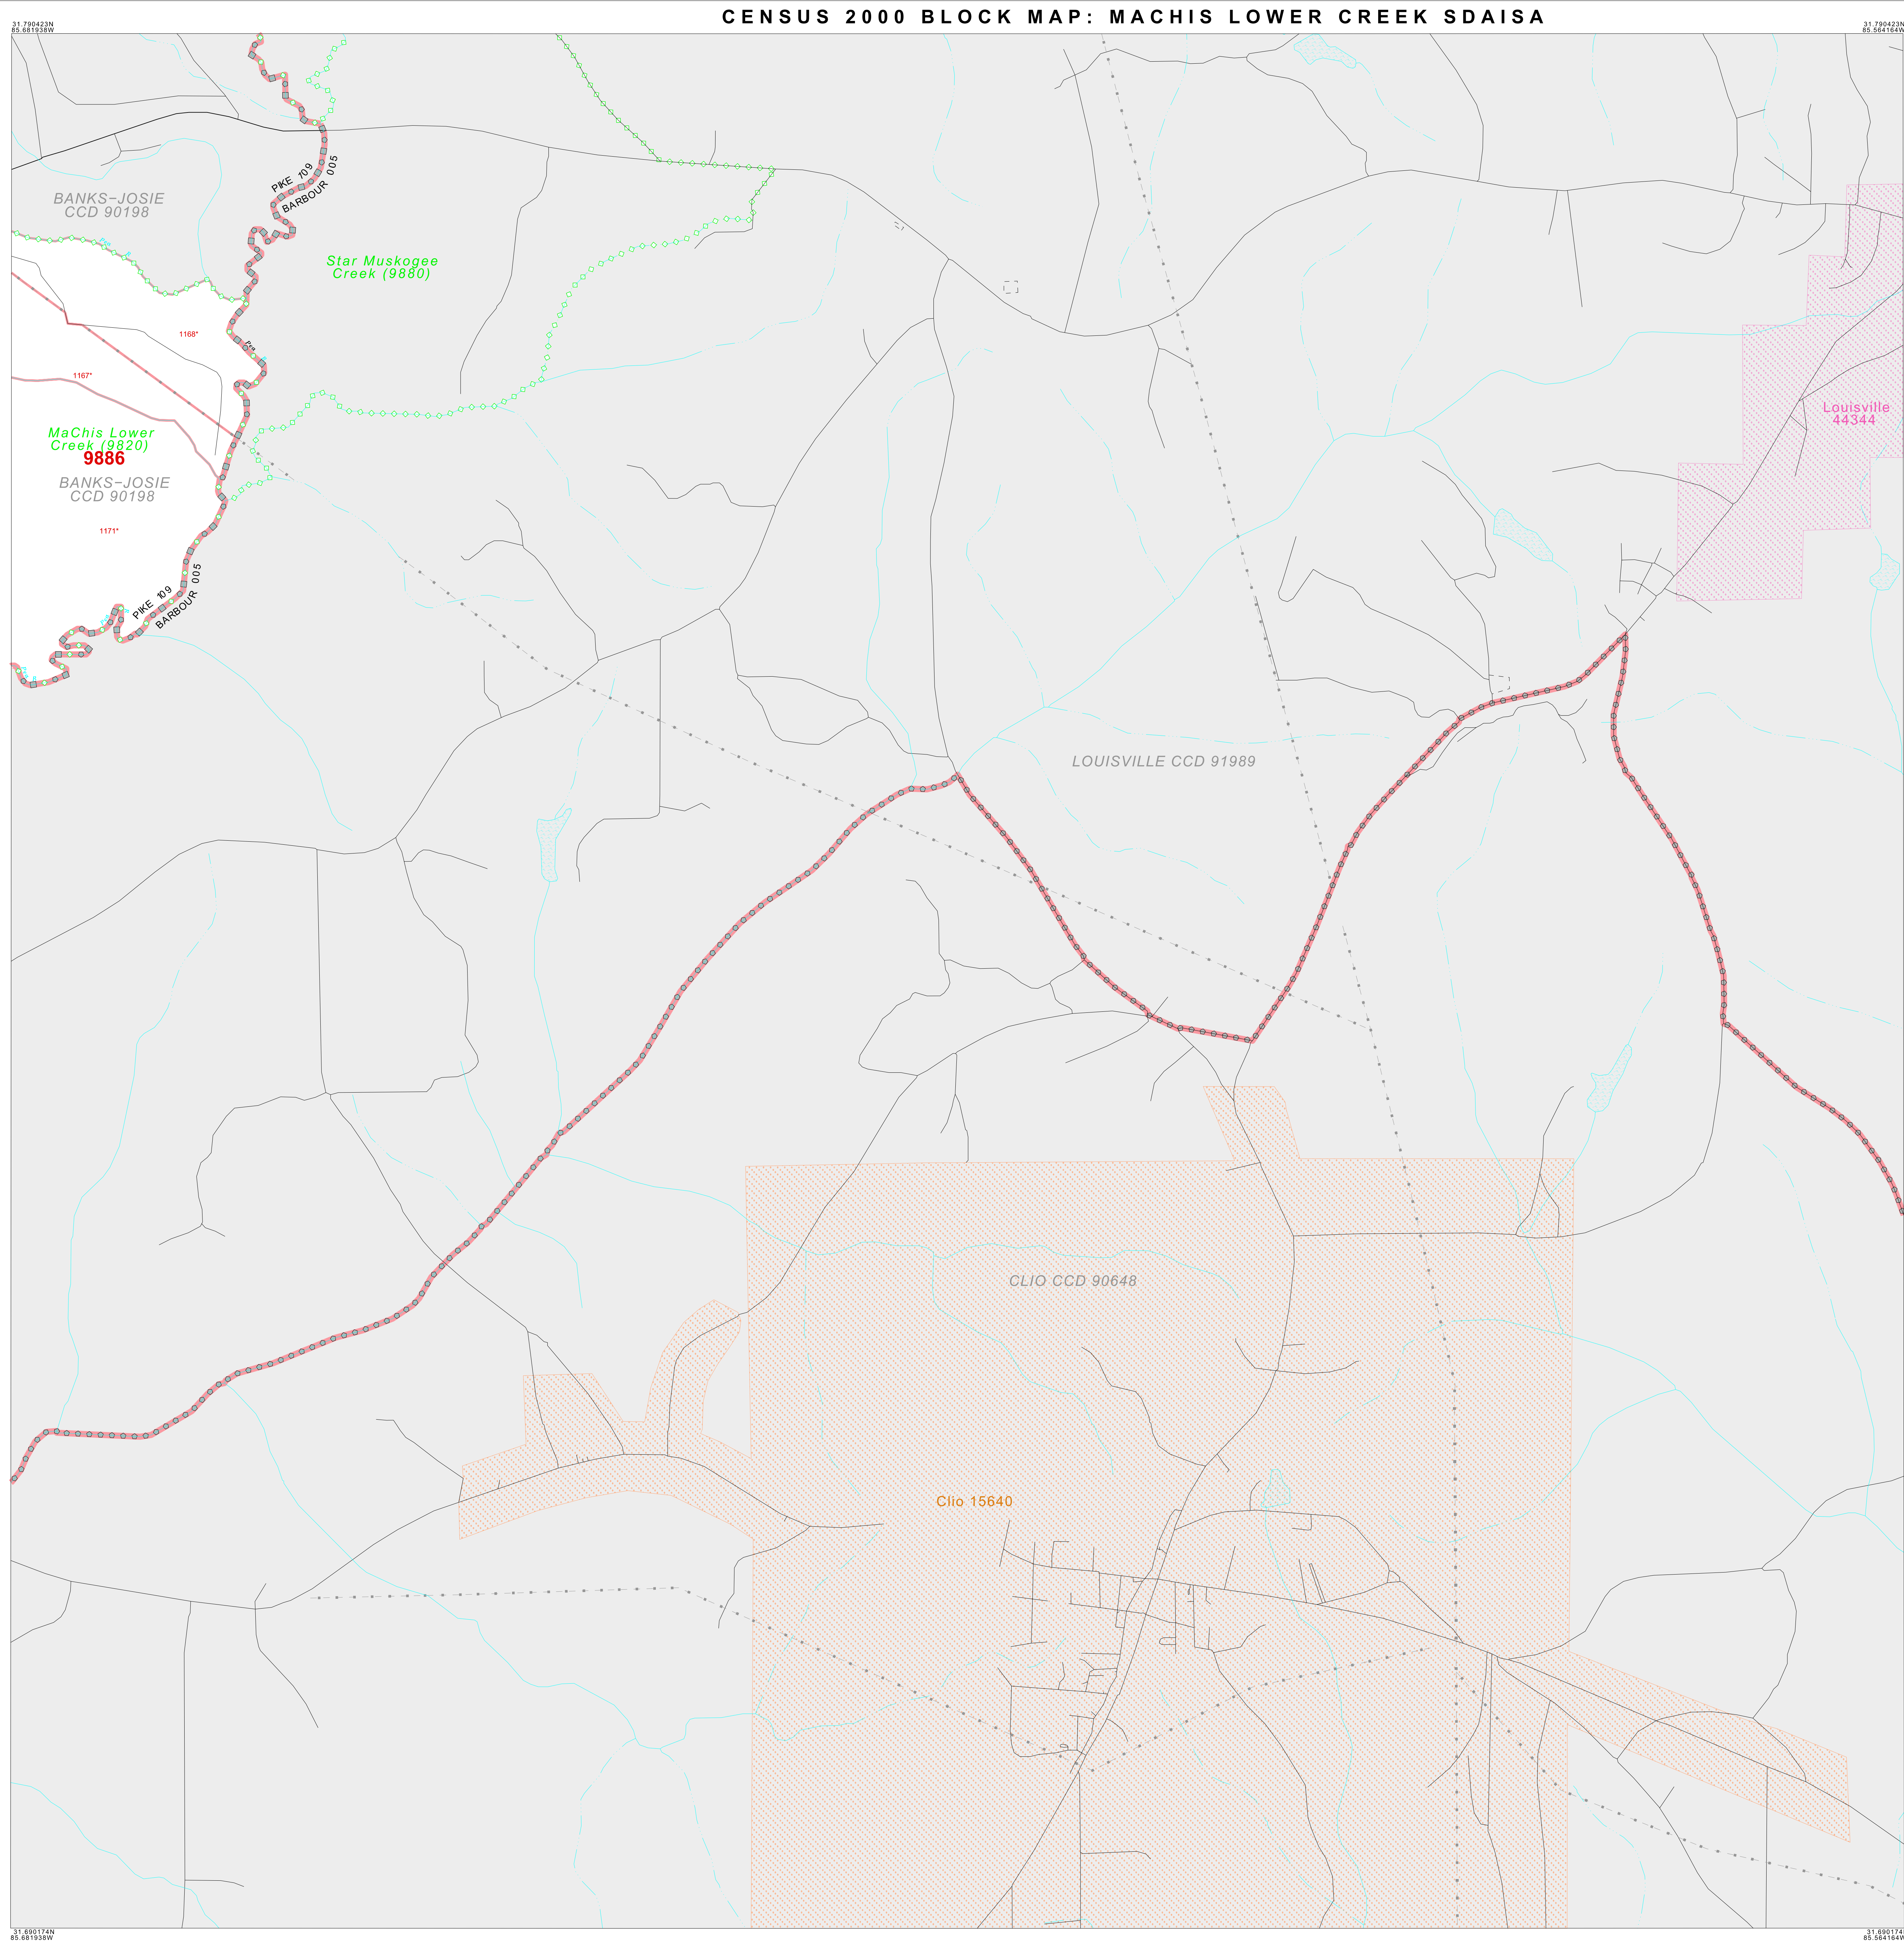 CENSUS 2000 BLOCK MAP: MACHIS LOWER CREEK SDAISA
31.790423N
85.681938W
31.790423N
85.564164W
PIKE 109
BARBOUR 005
BANKS-JOSIE
CCD 90198
Star Muskogee
Creek (9880)
1168*
Pea
1167*
Louisville
44344
MaChis Lower
Creek (9820)
9886
BANKS-JOSIE
CCD 90198
1171*
PIKE 109
BARBOUR 005
LOUISVILLE CCD 91989
CLIO CCD 90648
Clio 15640
31.690174N
85.681938W
31.690174N
85.564164W